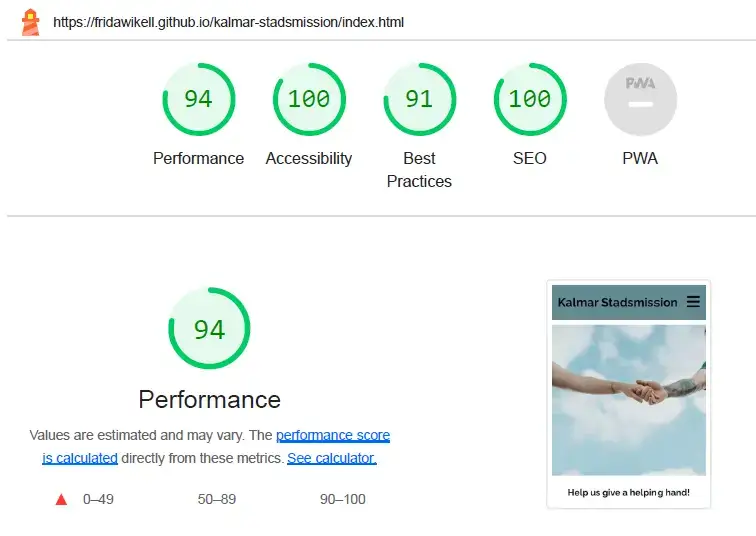 https://fridawikell.github.io/kalmar-stadsmission/index.html
94
100
91
100
PWA
Performance
Accessibility
Best
Practices
SEO
PWA
94
Performance
Values are estimated and may vary. The performance score
is calculated directly from these metrics. See calculator.
0–49
50–89
90–100
Kalmar Stadsmission
Help us give a helping hand!